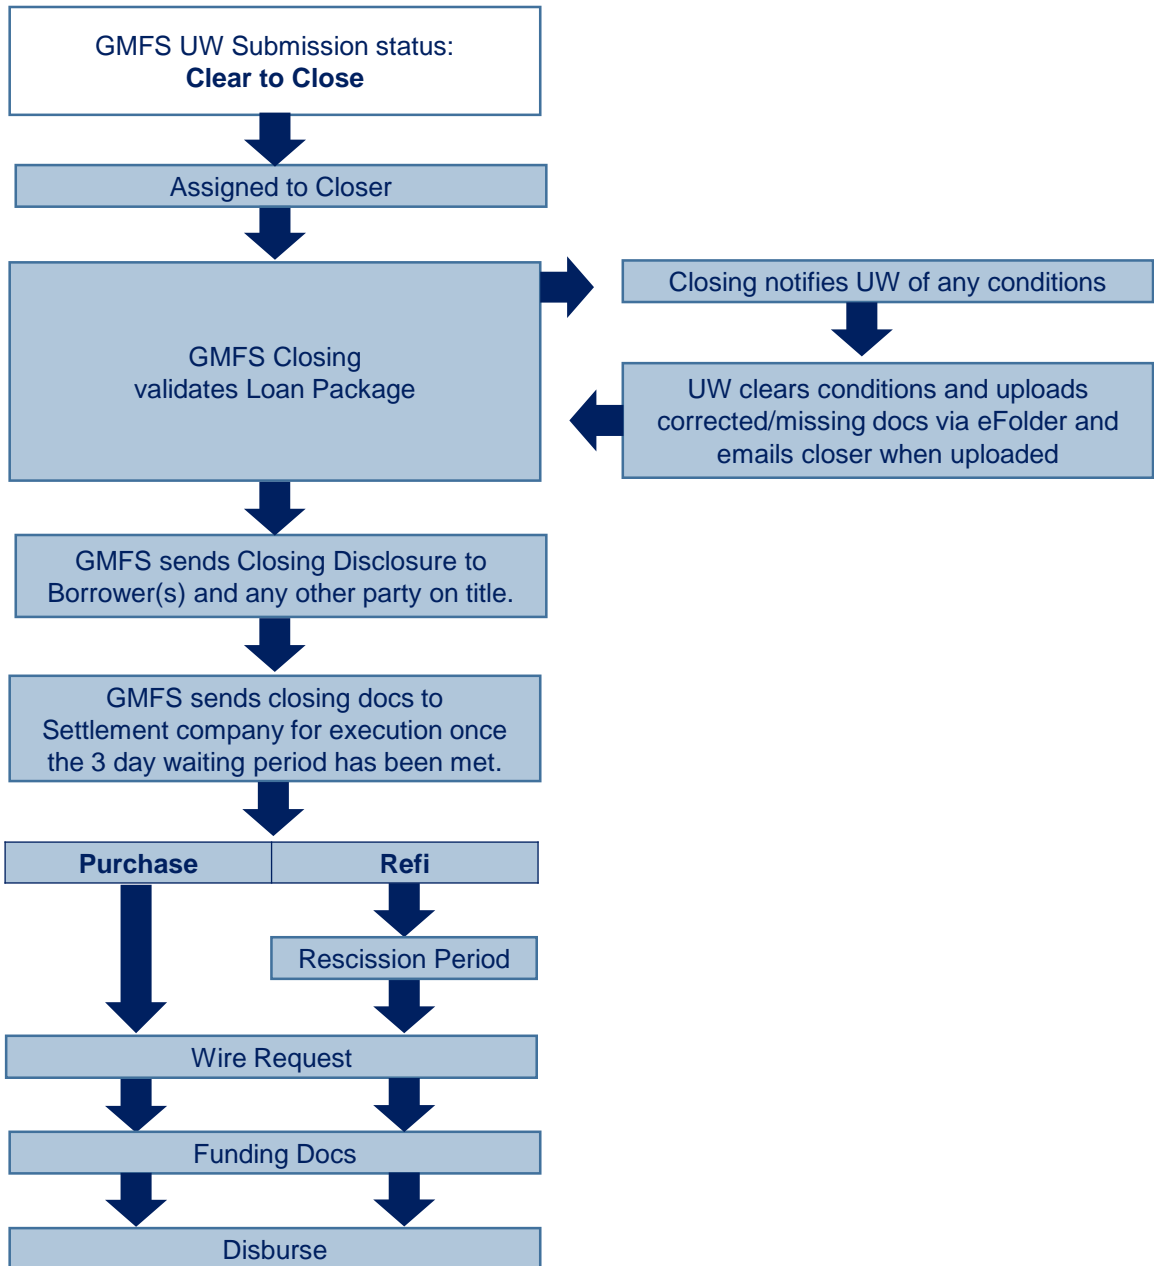 GMFS UW Submission status:
Clear to Close
Assigned to Closer
GMFS Closing
validates Loan Package
Closing notifies UW of any conditions
UW clears conditions and uploads
corrected/missing docs via eFolder and
emails closer when uploaded
GMFS sends Closing Disclosure to
Borrower(s) and any other party on title.
GMFS sends closing docs to
Settlement company for execution once
the 3 day waiting period has been met.
Purchase
Refi
Rescission Period
Wire Request
Funding Docs
Disburse